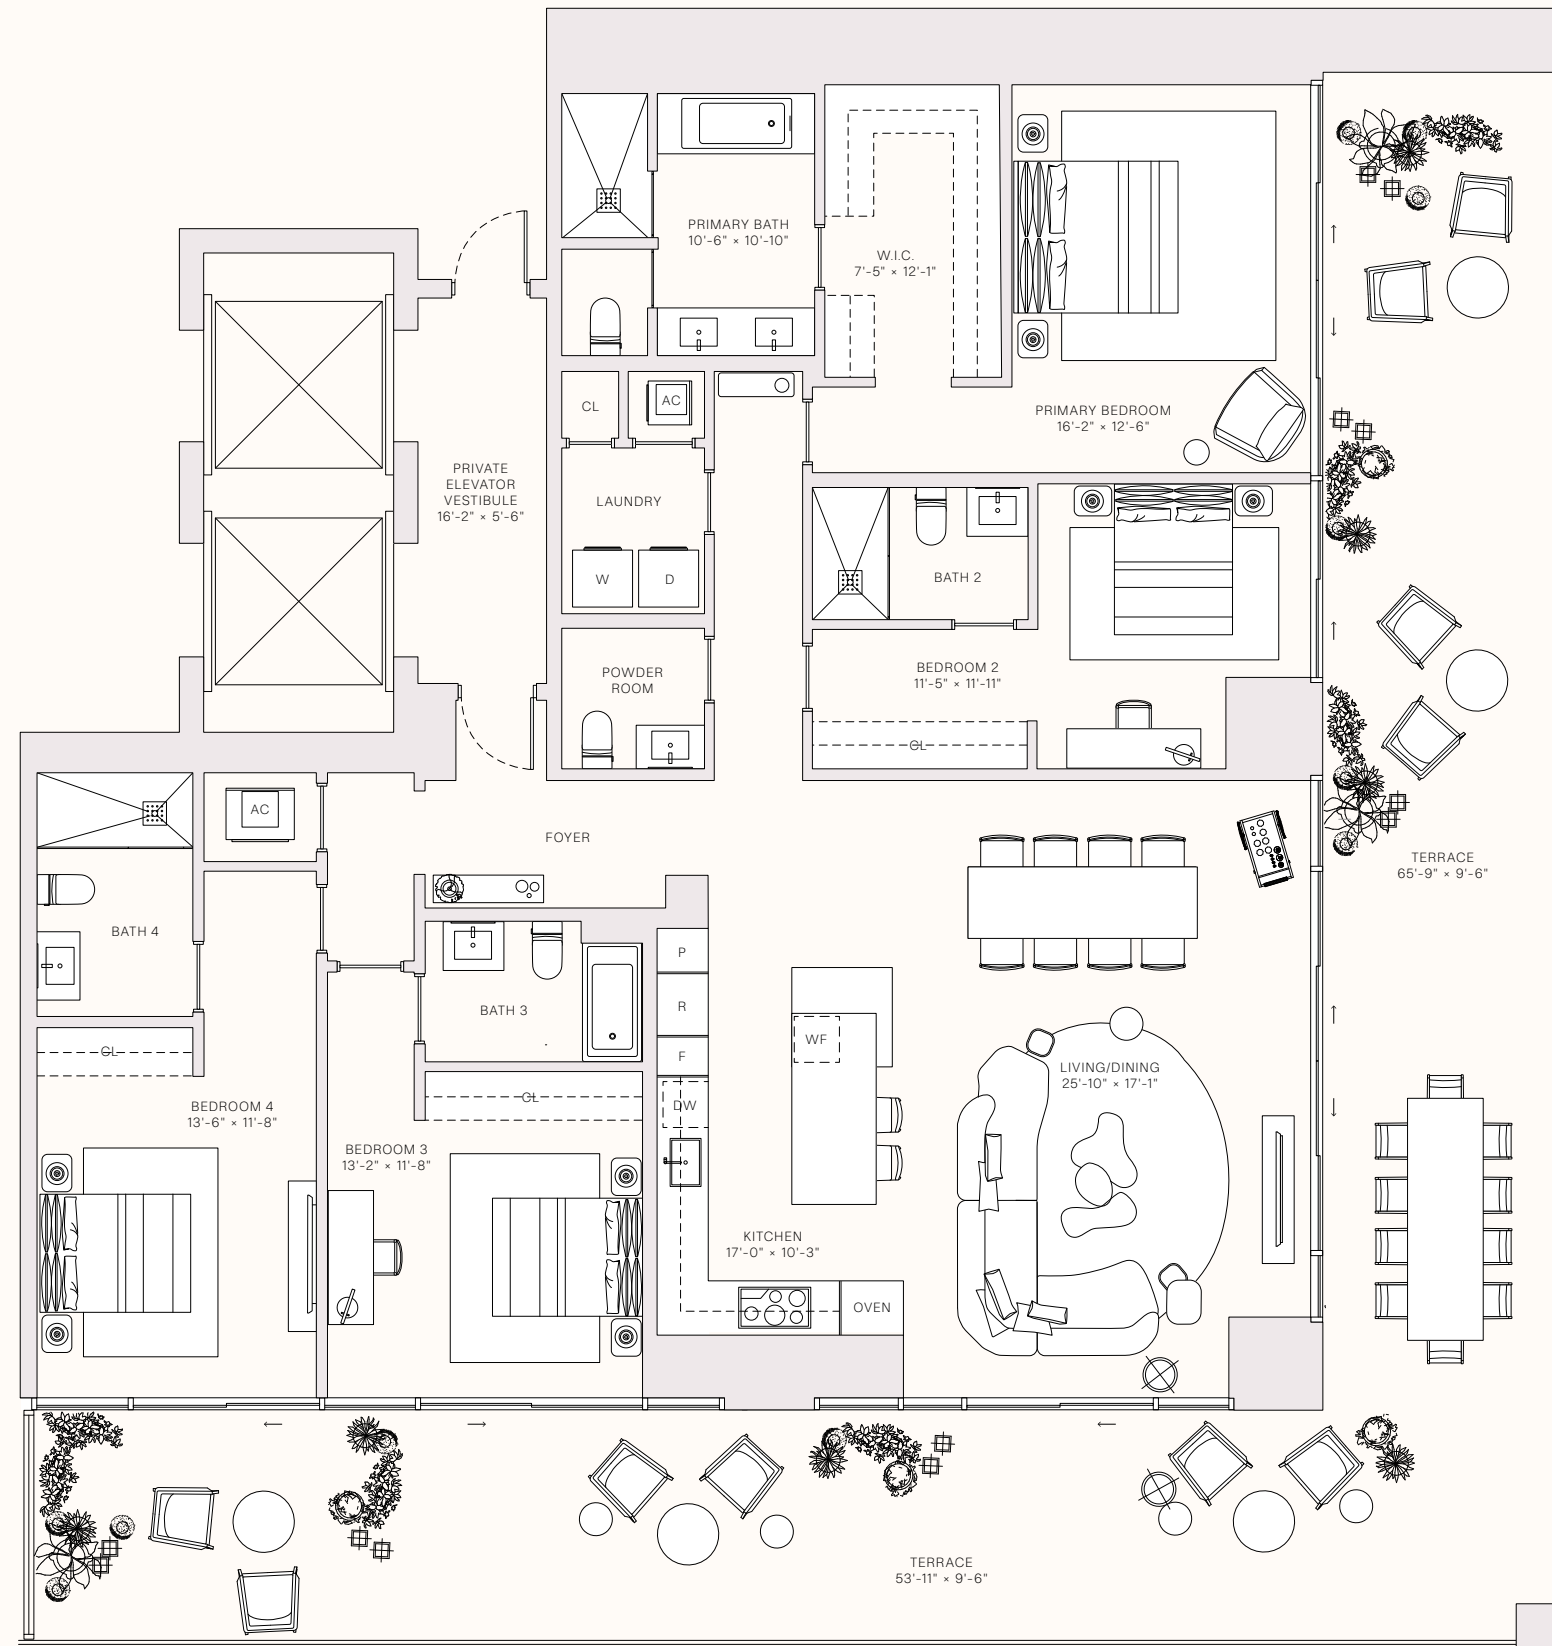 PRIMARY BATH
10'-6" × 10'-10"
W.I.C.
7'-5" × 12'-1"
PRIMARY BEDROOM
16'-2" × 12'-6"
CL
AC
PRIVATE
ELEVATOR
VESTIBULE
16'-2" × 5'-6"
LAUNDRY
W
D
BATH 2
POWDER
ROOM
BEDROOM 2
11'-5" × 11'-11"
CL
AC
FOYER
TERRACE
65'-9" × 9'-6"
BATH 4
P
BATH 3
R
WF
F
CL
LIVING/DINING
25'-10" × 17'-1"
CL
DW
BEDROOM 4
13'-6" × 11'-8"
BEDROOM 3
13'-2" × 11'-8"
KITCHEN
17'-0" × 10'-3"
OVEN
TERRACE
53'-11" × 9'-6"